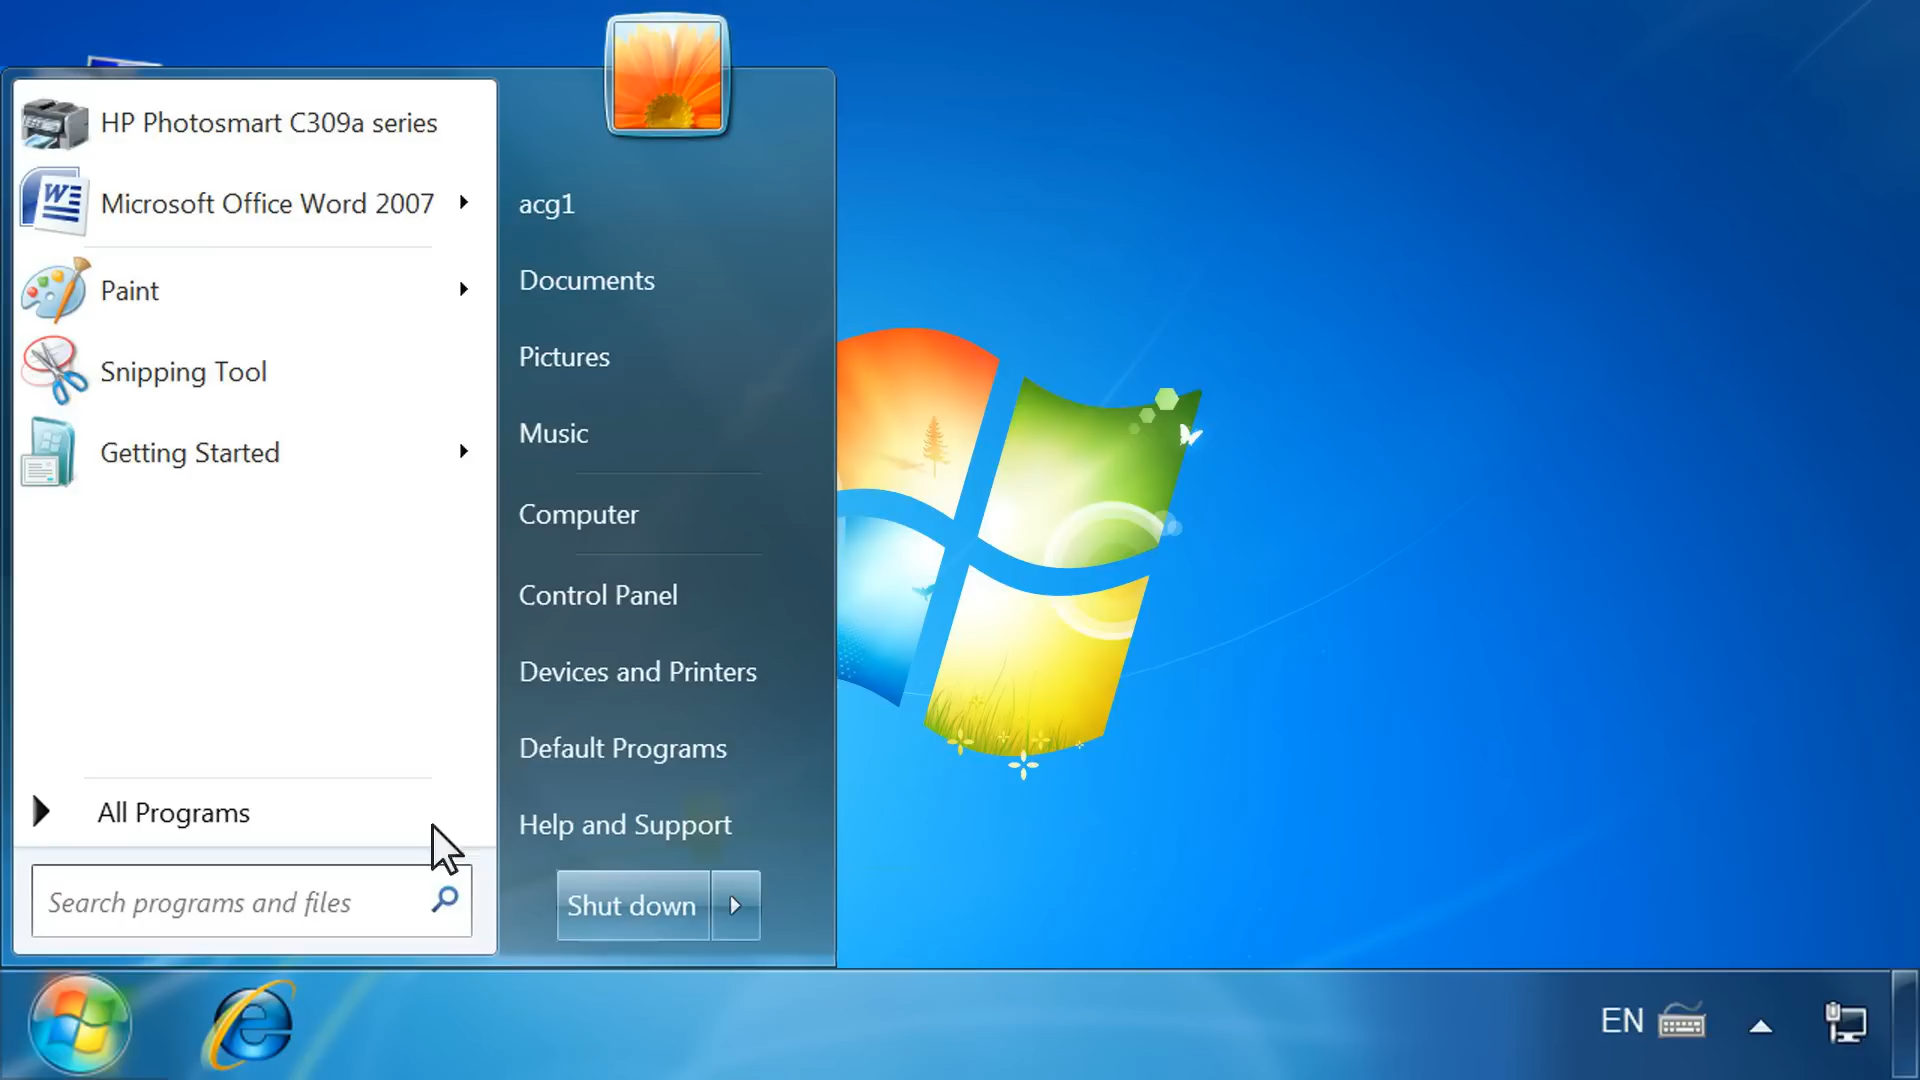 HP Photosmart C309a series
Microsoft Office Word 2007
Paint
Snipping Tool
Getting Started
All Programs
Search programs and files
acg1
Documents
Pictures
Music
Computer
Control Panel
Devices and Printers
Default Programs
Help and Support
Shut down
EN